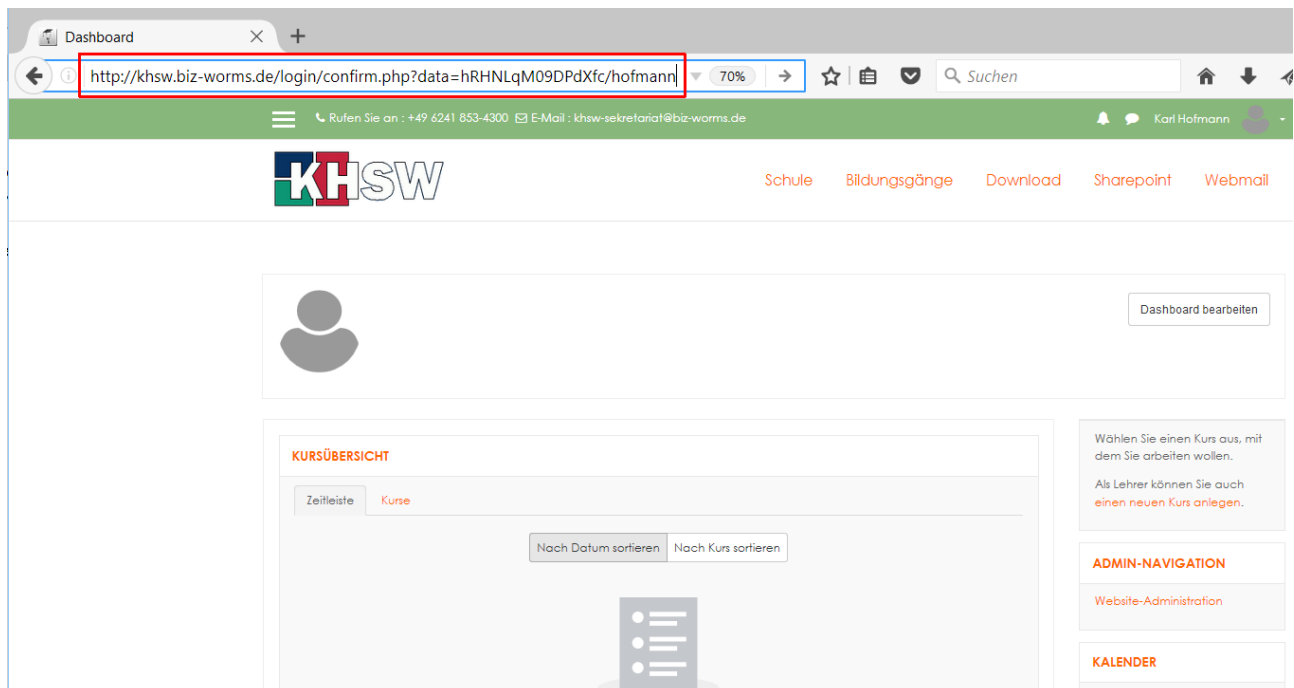 Dashboard
http://khsw.biz-worms.de/login/confirm.php?data=hRHNLqM09DPdXfc/hofmann 70% Suchen
Rufen Sie an : +49 6241 853-4300 E-Mail : khsw-sekretariat@biz-worms.de Karl Hofmann
KHSW Schule Bildungsgänge Download Sharepoint Webmail
Dashboard bearbeiten
KURSÜBERSICHT
Zeitleiste Kurse
Nach Datum sortieren Nach Kurs sortieren
Wählen Sie einen Kurs aus, mit
dem Sie arbeiten wollen.
Als Lehrer können Sie auch
einen neuen Kurs anlegen.
ADMIN-NAVIGATION
Website-Administration
KALENDER